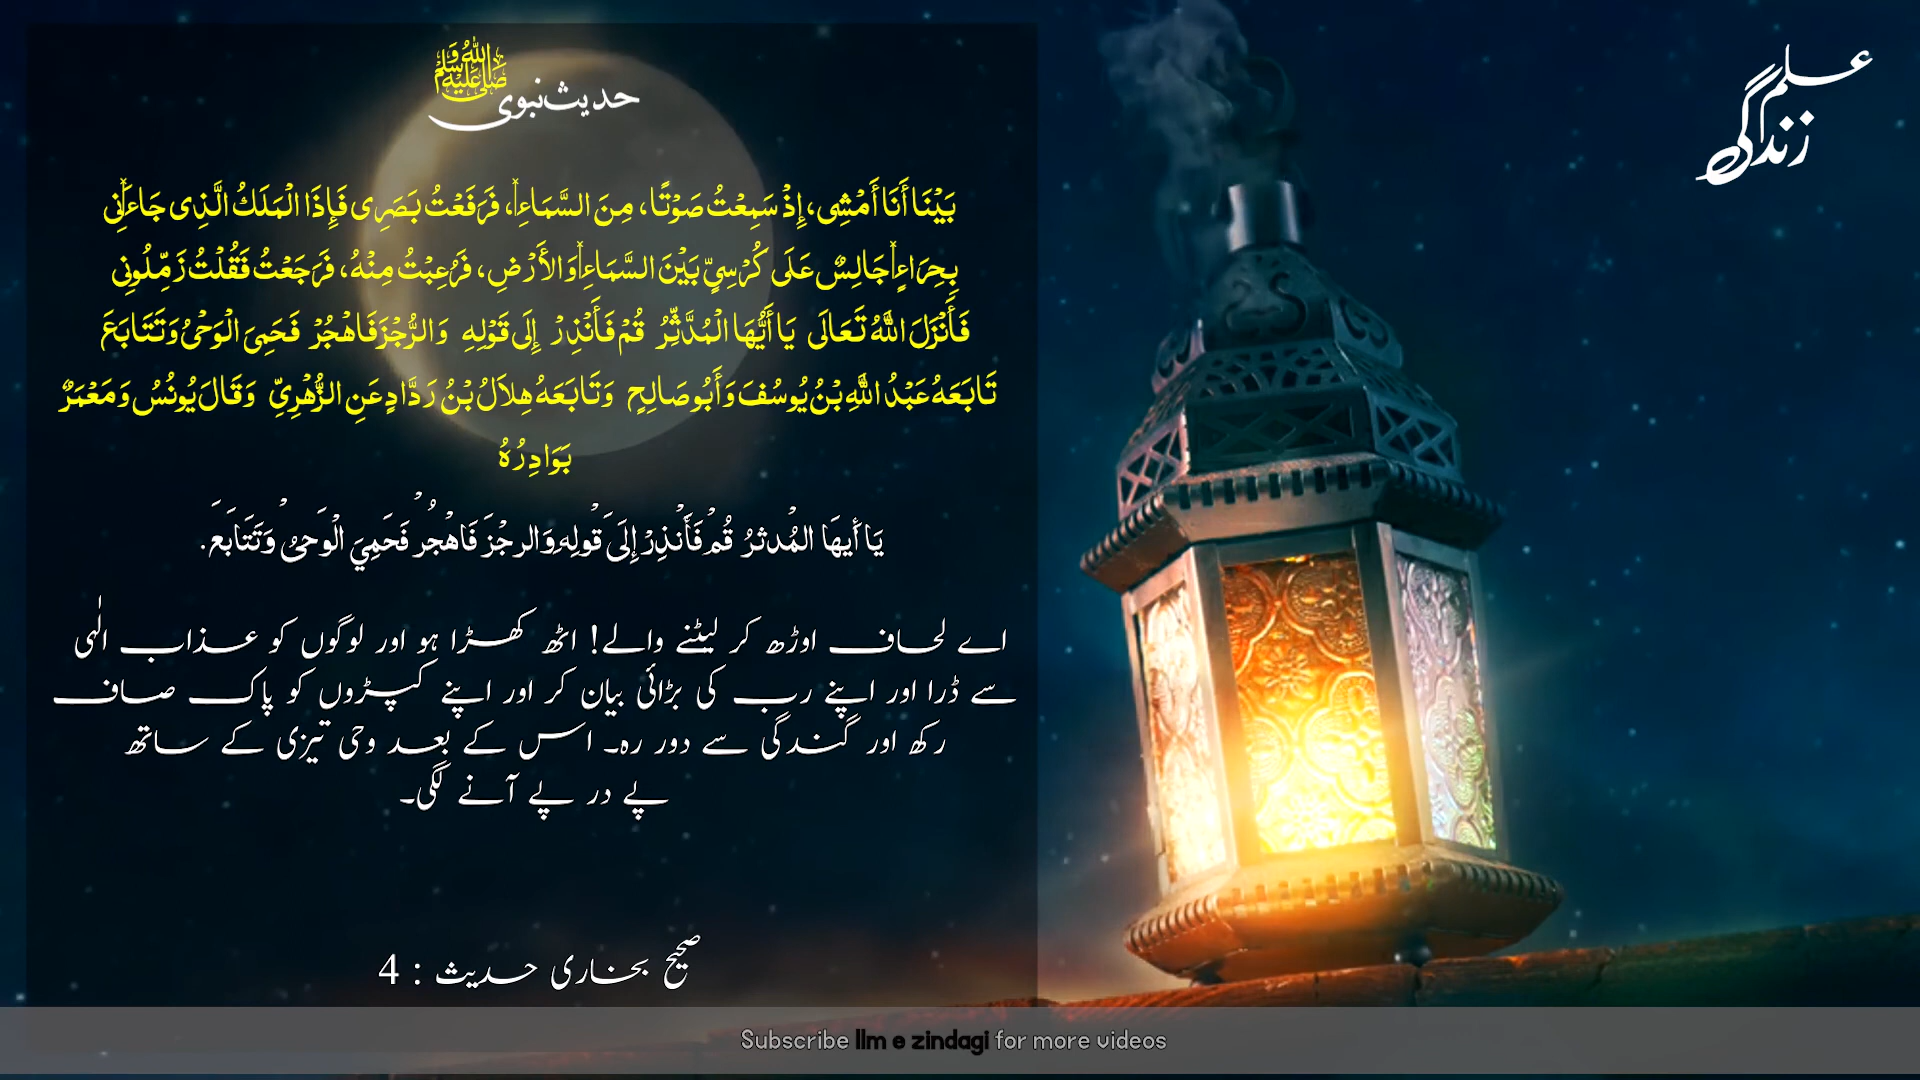 حدیث نبوی ﷺ
علم
زندگی
بَيْنَا أَنَا أَمْشِي، إِذْ سَمِعْتُ صَوْتًا، مِنَ السَّمَاءِ، فَرَفَعْتُ بَصَرِي فَإِذَا الْمَلَكُ الَّذِي جَاءَنِي
بِحِرَاءٍ جَالِسٌ عَلَى كُرْسِيٍّ بَيْنَ السَّمَاءِ وَالأَرْضِ، فَرُعِبْتُ مِنْهُ، فَرَجَعْتُ فَقُلْتُ زَمِّلُونِي
فَأَنْزَلَ اللَّهُ تَعَالَى يَا أَيُّهَا الْمُدَّثِّرُ قُمْ فَأَنْذِرْ إِلَى قَوْلِهِ وَالرُّجْزَ فَاهْجُرْ فَحَمِيَ الْوَحْىُ وَتَتَابَعَ
تَابَعَهُ عَبْدُ اللَّهِ بْنُ يُوسُفَ وَأَبُو صَالِحٍ وَتَابَعَهُ هِلاَلُ بْنُ رَدَّادٍ عَنِ الزُّهْرِيِّ وَقَالَ يُونُسُ وَمَعْمَرٌ
بَوَادِرُهُ
يَا أَيهَا المُدثرُ قُمْ فَأَنْذِرْ إِلَى قَوْلِهِ وَالرجْزَ فَاهْجُرْ فَحَمِيَ الْوَحىُ وَتَتَابَعَ.
اے لحاف اوڑھ کر لیٹنے والے! اٹھ کھڑا ہو اور لوگوں کو عذاب الٰہی
سے ڈرا اور اپنے رب کی بڑائی بیان کر اور اپنے کپڑوں کو پاک صاف
رکھ اور گندگی سے دور رہ۔ اس کے بعد وحی تیزی کے ساتھ
پے در پے آنے لگی۔
صحیح بخاری حدیث : 4
Subscribe Ilm e zindagi for more videos